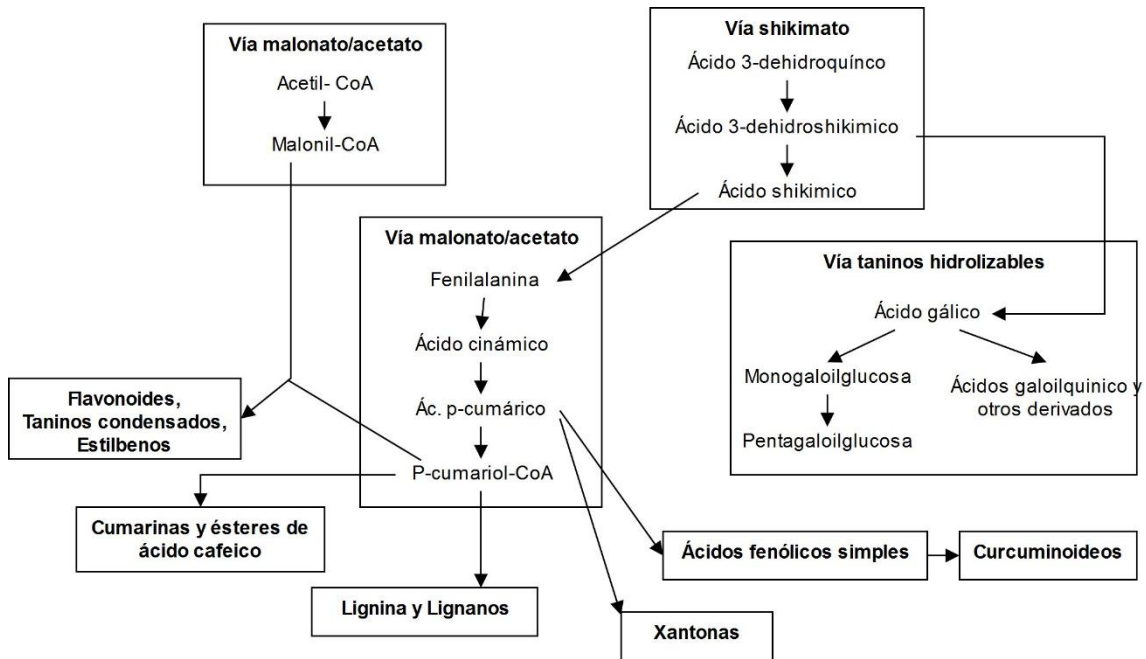 Vía malonato/acetato
Acetil- CoA
Malonil-CoA
Vía shikimato
Ácido 3-dehidroquínco
Ácido 3-dehidroshikimico
Ácido shikimico
Vía malonato/acetato
Fenilalanina
Ácido cinámico
Ác. p-cumárico
P-cumariol-CoA
Vía taninos hidrolizables
Ácido gálico
Monogaloilglucosa
Pentagaloilglucosa
Ácidos galoilquinico y
otros derivados
Flavonoides,
Taninos condensados,
Estilbenos
Cumarinas y ésteres de
ácido cafeico
Lignina y Lignanos
Ácidos fenólicos simples
Curcuminoideos
Xantonas